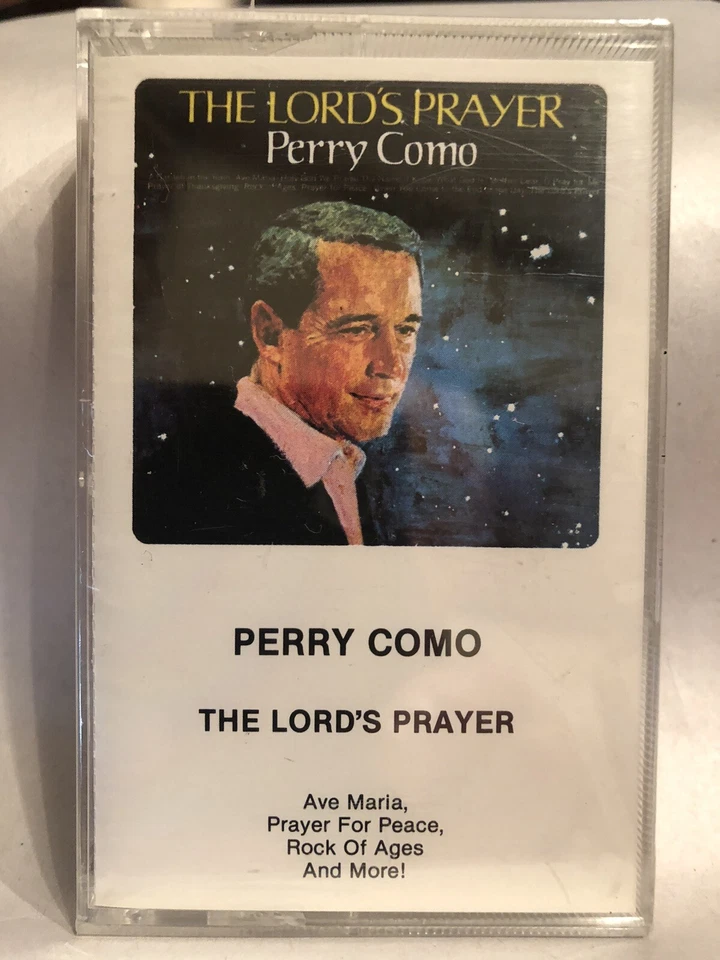 THE LORD'S PRAYER
Perry Como
PERRY COMO
THE LORD'S PRAYER
Ave Maria,
Prayer For Peace,
Rock Of Ages
And More!